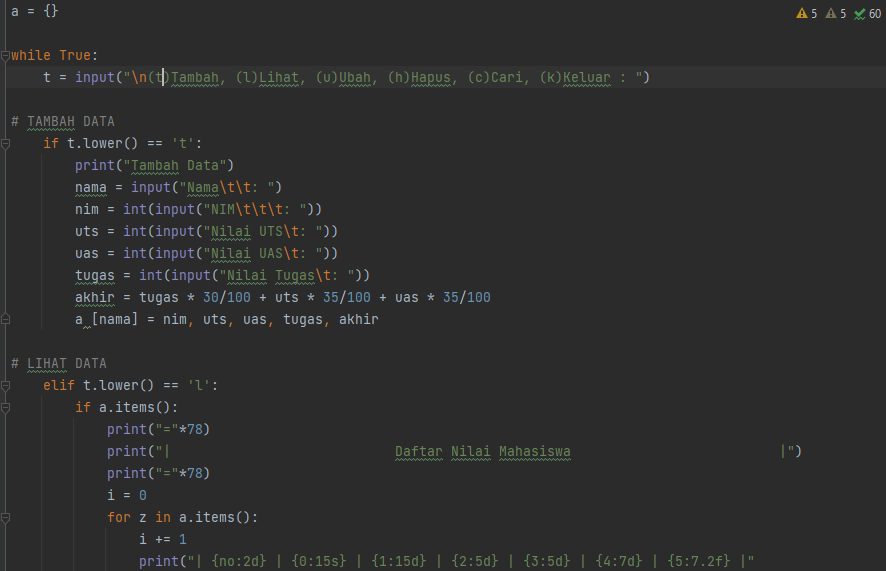 a = {}
5 5 60
while True:
t = input("\n(t)Tambah, (l)Lihat, (u)Ubah, (h)Hapus, (c)Cari, (k)Keluar : ")
# TAMBAH DATA
if t.lower() == 't':
print("Tambah Data")
nama = input("Nama\t\t: ")
nim = int(input("NIM\t\t\t: "))
uts = int(input("Nilai UTS\t: "))
uas = int(input("Nilai UAS\t: "))
tugas = int(input("Nilai Tugas\t: "))
akhir = tugas * 30/100 + uts * 35/100 + uas * 35/100
a [nama] = nim, uts, uas, tugas, akhir
# LIHAT DATA
elif t.lower() == 'l':
if a.items():
print("="*78)
print("| Daftar Nilai Mahasiswa |")
print("="*78)
i = 0
for z in a.items():
i += 1
print("| {no:2d} | {0:15s} | {1:15d} | {2:5d} | {3:5d} | {4:7d} | {5:7.2f} |"